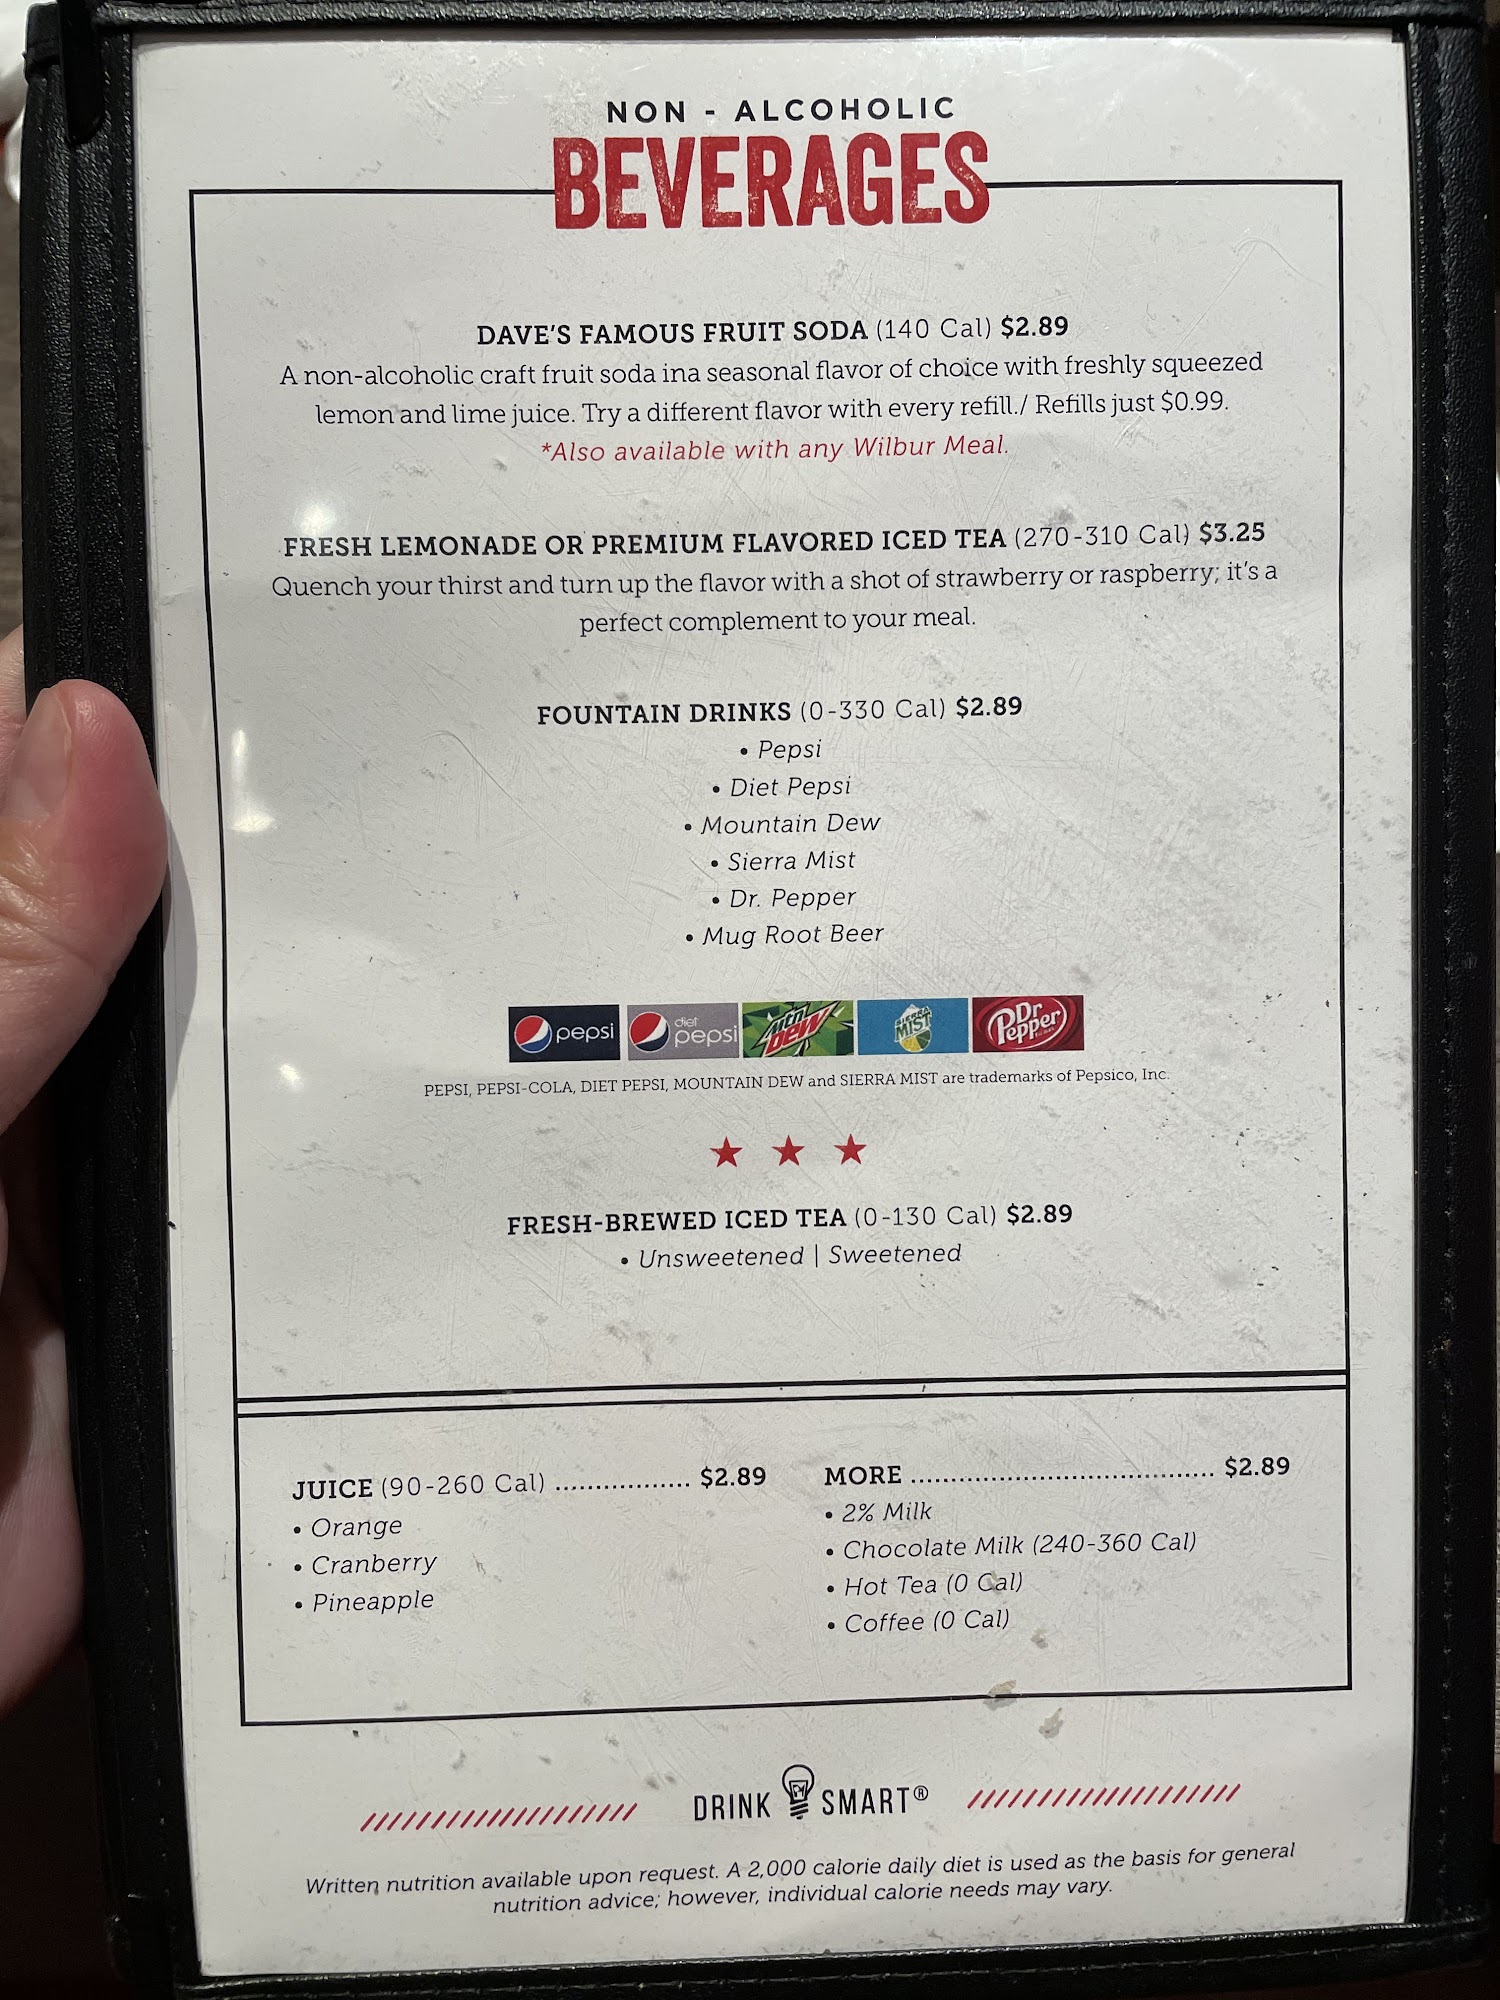 NON - ALCOHOLIC
BEVERAGES
DAVE'S FAMOUS FRUIT SODA (140 Cal) $2.89
A non-alcoholic craft fruit soda ina seasonal flavor of choice with freshly squeezed
lemon and lime juice. Try a different flavor with every refill./ Refills just $0.99.
*Also available with any Wilbur Meal.
FRESH LEMONADE OR PREMIUM FLAVORED ICED TEA (270-310 Cal) $3.25
Quench your thirst and turn up the flavor with a shot of strawberry or raspberry; it's a
perfect complement to your meal.
FOUNTAIN DRINKS (0-330 Cal) $2.89
• Pepsi
• Diet Pepsi
• Mountain Dew
• Sierra Mist
• Dr. Pepper
• Mug Root Beer
pepsi diet pepsi Mtn Dew SIERRA MIST Dr Pepper
PEPSI, PEPSI-COLA, DIET PEPSI, MOUNTAIN DEW and SIERRA MIST are trademarks of Pepsico, Inc.
FRESH-BREWED ICED TEA (0-130 Cal) $2.89
• Unsweetened | Sweetened
JUICE (90-260 Cal) ................. $2.89
• Orange
• Cranberry
• Pineapple
MORE ...................................... $2.89
• 2% Milk
• Chocolate Milk (240-360 Cal)
• Hot Tea (0 Cal)
• Coffee (0 Cal)
DRINK SMART®
Written nutrition available upon request. A 2,000 calorie daily diet is used as the basis for general
nutrition advice; however, individual calorie needs may vary.